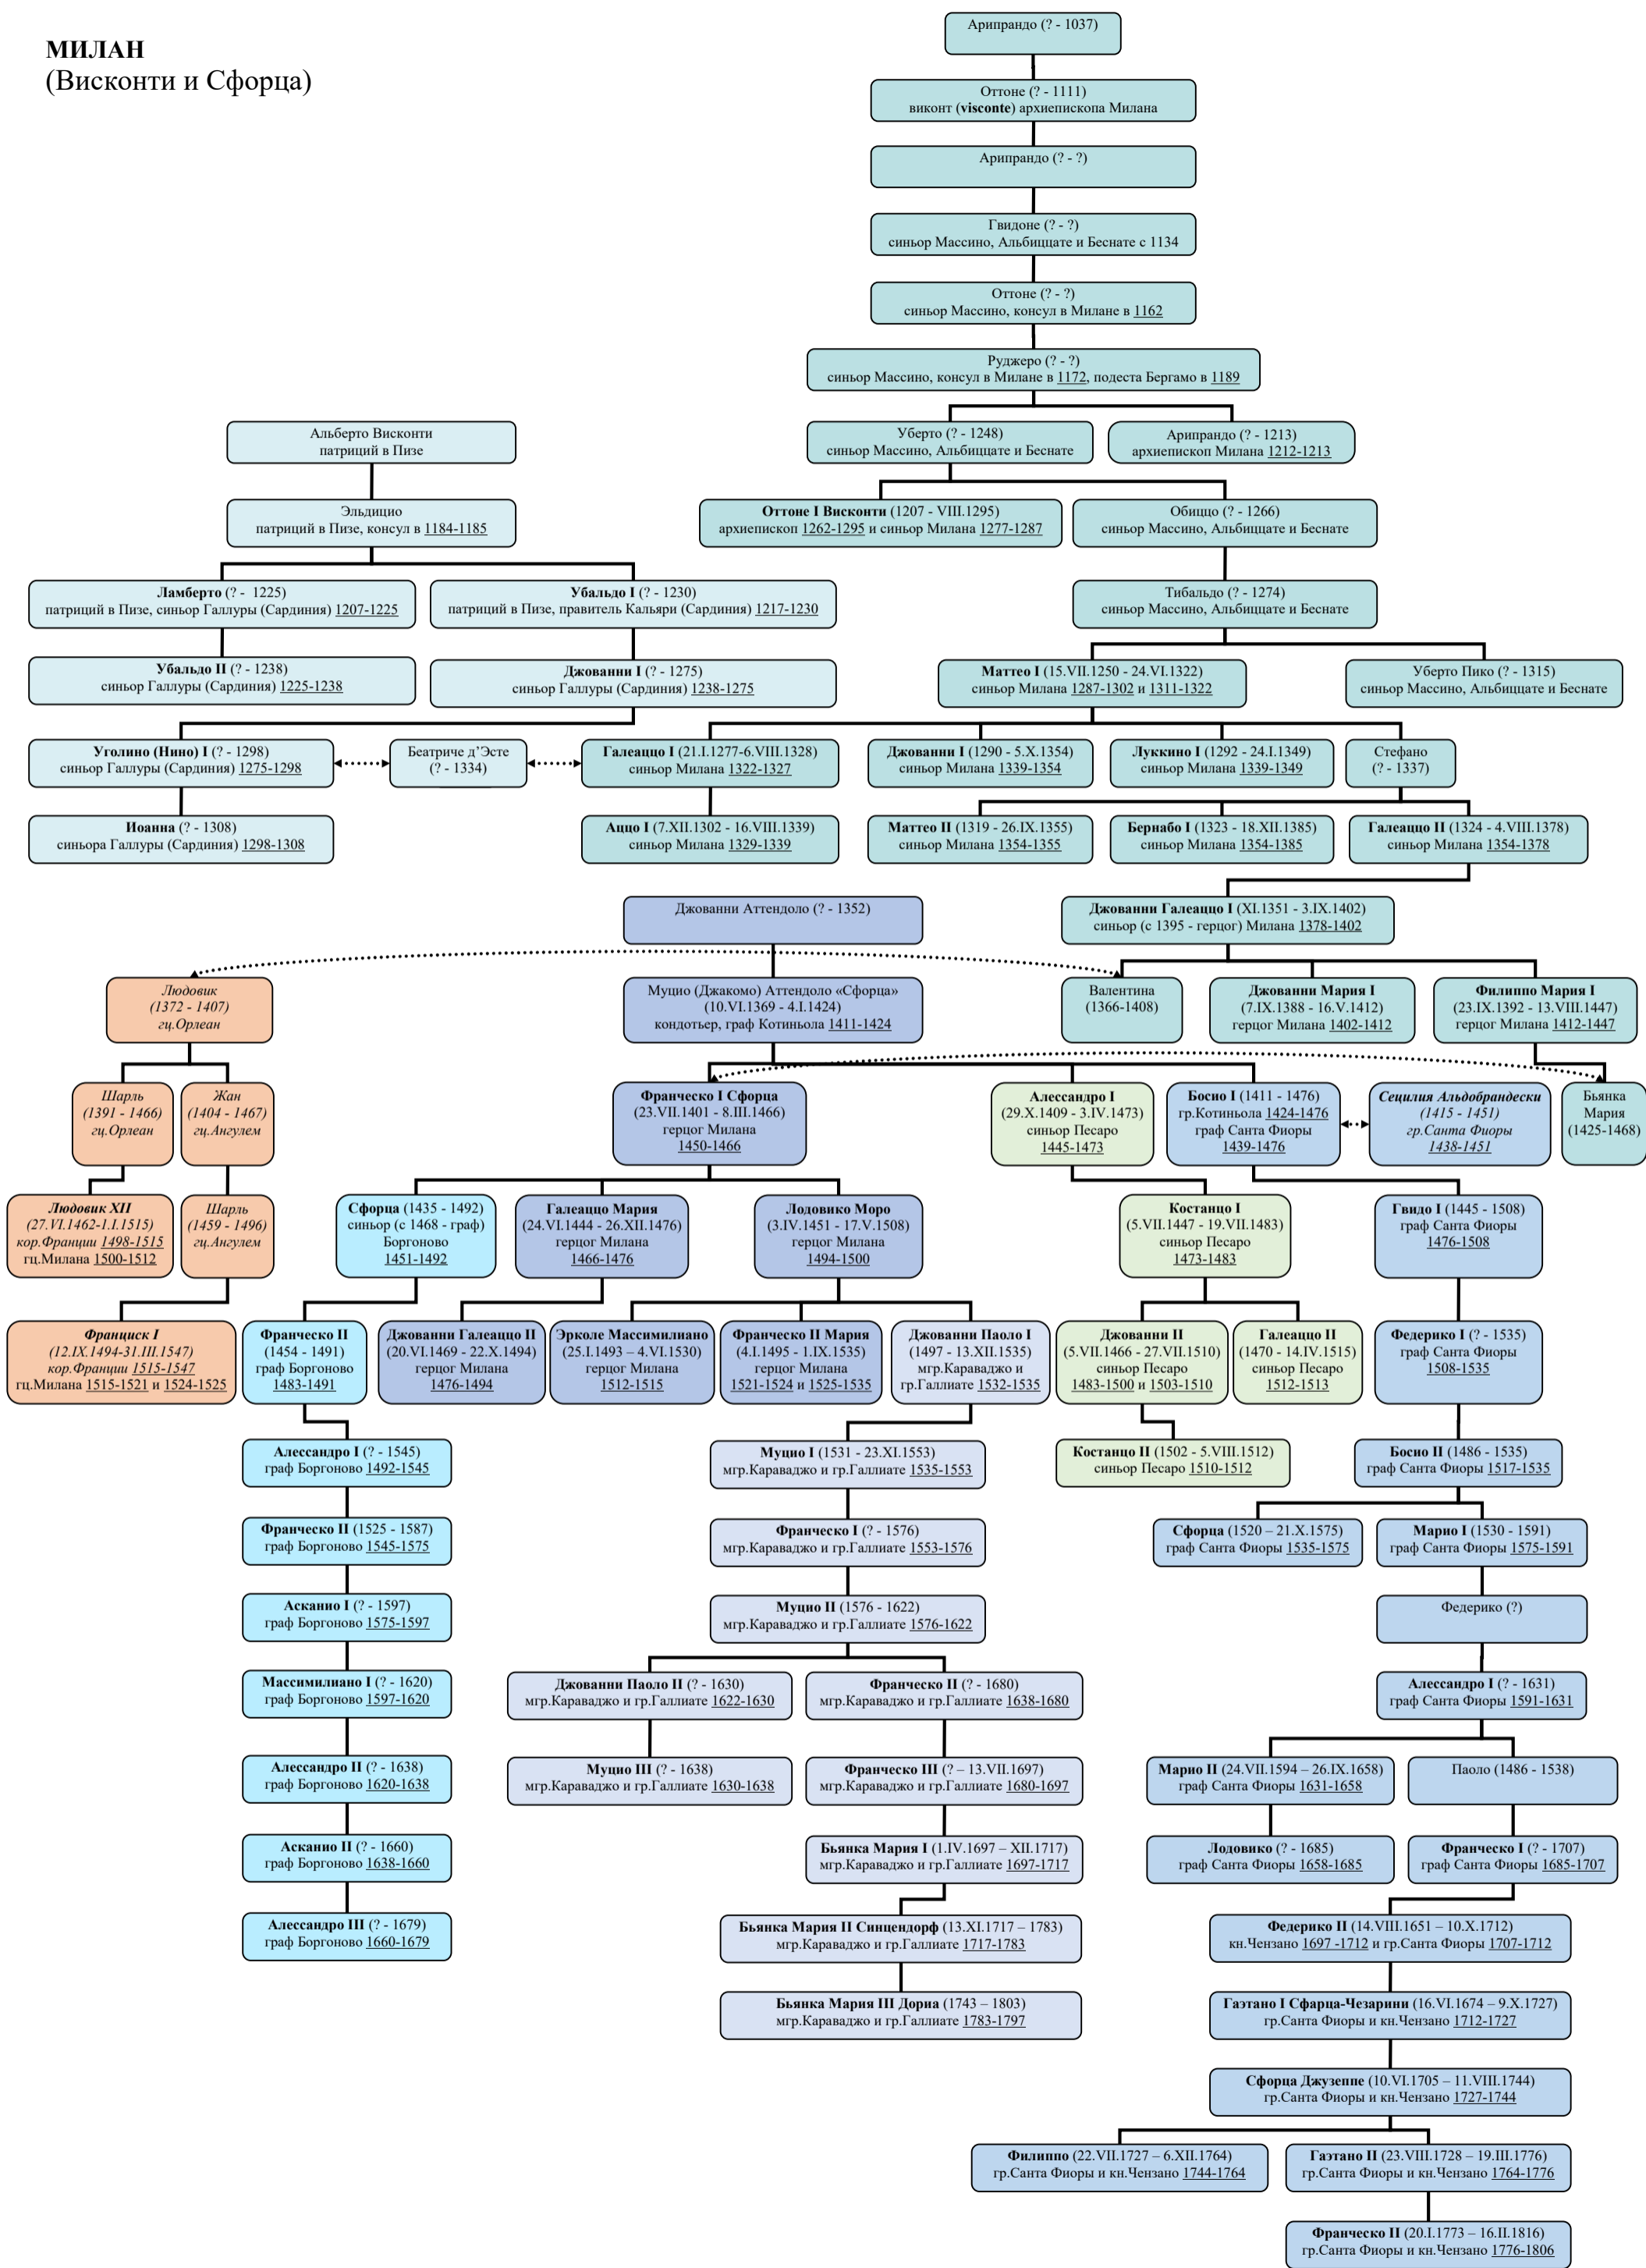 МИЛАН
(Висконти и Сфорца)
Арипрандо (? - 1037)
Оттоне (? - 1111)
виконт (visconte) архиепископа Милана
Арипрандо (? - ?)
Гвидоне (? - ?)
синьор Массино, Альбиццате и Беснате с 1134
Оттоне (? - ?)
синьор Массино, консул в Милане в 1162
Руджеро (? - ?)
синьор Массино, консул в Милане в 1172, подеста Бергамо в 1189
Альберто Висконти
патриций в Пизе
Уберто (? - 1248)
синьор Массино, Альбиццате и Беснате
Арипрандо (? - 1213)
архиепископ Милана 1212-1213
Эльдицио
патриций в Пизе, консул в 1184-1185
Оттоне I Висконти (1207 - VIII.1295)
архиепископ 1262-1295 и синьор Милана 1277-1287
Обиццо (? - 1266)
синьор Массино, Альбиццате и Беснате
Ламберто (? - 1225)
патриций в Пизе, синьор Галлуры (Сардиния) 1207-1225
Убальдо I (? - 1230)
патриций в Пизе, правитель Кальяри (Сардиния) 1217-1230
Тибальдо (? - 1274)
синьор Массино, Альбиццате и Беснате
Убальдо II (? - 1238)
синьор Галлуры (Сардиния) 1225-1238
Джованни I (? - 1275)
синьор Галлуры (Сардиния) 1238-1275
Маттео I (15.VII.1250 - 24.VI.1322)
синьор Милана 1287-1302 и 1311-1322
Уберто Пико (? - 1315)
синьор Массино, Альбиццате и Беснате
Уголино (Нино) I (? - 1298)
синьор Галлуры (Сардиния) 1275-1298
Беатриче д’Эсте
(? - 1334)
Галеаццо I (21.I.1277-6.VIII.1328)
синьор Милана 1322-1327
Джованни I (1290 - 5.X.1354)
синьор Милана 1339-1354
Луккино I (1292 - 24.I.1349)
синьор Милана 1339-1349
Стефано
(? - 1337)
Иоанна (? - 1308)
синьора Галлуры (Сардиния) 1298-1308
Аццо I (7.XII.1302 - 16.VIII.1339)
синьор Милана 1329-1339
Маттео II (1319 - 26.IX.1355)
синьор Милана 1354-1355
Бернабо I (1323 - 18.XII.1385)
синьор Милана 1354-1385
Галеаццо II (1324 - 4.VIII.1378)
синьор Милана 1354-1378
Джованни Аттендоло (? - 1352)
Джованни Галеаццо I (XI.1351 - 3.IX.1402)
синьор (с 1395 - герцог) Милана 1378-1402
Людовик
(1372 - 1407)
гц.Орлеан
Муцио (Джакомо) Аттендоло «Сфорца»
(10.VI.1369 - 4.I.1424)
кондотьер, граф Котиньола 1411-1424
Валентина
(1366-1408)
Джованни Мария I
(7.IX.1388 - 16.V.1412)
герцог Милана 1402-1412
Филиппо Мария I
(23.IX.1392 - 13.VIII.1447)
герцог Милана 1412-1447
Шарль
(1391 - 1466)
гц.Орлеан
Жан
(1404 - 1467)
гц.Ангулем
Франческо I Сфорца
(23.VII.1401 - 8.III.1466)
герцог Милана
1450-1466
Алессандро I
(29.X.1409 - 3.IV.1473)
синьор Песаро
1445-1473
Босио I (1411 - 1476)
гр.Котиньола 1424-1476
граф Санта Фиоры
1439-1476
Сецилия Альдобрандески
(1415 - 1451)
гр.Санта Фиоры
1438-1451
Бьянка
Мария
(1425-1468)
Людовик XII
(27.VI.1462-1.I.1515)
кор.Франции 1498-1515
гц.Милана 1500-1512
Шарль
(1459 - 1496)
гц.Ангулем
Сфорца (1435 - 1492)
синьор (с 1468 - граф)
Боргоново
1451-1492
Галеаццо Мария
(24.VI.1444 - 26.XII.1476)
герцог Милана
1466-1476
Лодовико Моро
(3.IV.1451 - 17.V.1508)
герцог Милана
1494-1500
Костанцо I
(5.VII.1447 - 19.VII.1483)
синьор Песаро
1473-1483
Гвидо I (1445 - 1508)
граф Санта Фиоры
1476-1508
Франциск I
(12.IX.1494-31.III.1547)
кор.Франции 1515-1547
гц.Милана 1515-1521 и 1524-1525
Франческо II
(1454 - 1491)
граф Боргоново
1483-1491
Джованни Галеаццо II
(20.VI.1469 - 22.X.1494)
герцог Милана
1476-1494
Эрколе Массимилиано
(25.I.1493 – 4.VI.1530)
герцог Милана
1512-1515
Франческо II Мария
(4.I.1495 - 1.IX.1535)
герцог Милана
1521-1524 и 1525-1535
Джованни Паоло I
(1497 - 13.XII.1535)
мгр.Караваджо и
гр.Галлиате 1532-1535
Джованни II
(5.VII.1466 - 27.VII.1510)
синьор Песаро
1483-1500 и 1503-1510
Галеаццо II
(1470 - 14.IV.1515)
синьор Песаро
1512-1513
Федерико I (? - 1535)
граф Санта Фиоры
1508-1535
Алессандро I (? - 1545)
граф Боргоново 1492-1545
Муцио I (1531 - 23.XI.1553)
мгр.Караваджо и гр.Галлиате 1535-1553
Костанцо II (1502 - 5.VIII.1512)
синьор Песаро 1510-1512
Босио II (1486 - 1535)
граф Санта Фиоры 1517-1535
Франческо II (1525 - 1587)
граф Боргоново 1545-1575
Франческо I (? - 1576)
мгр.Караваджо и гр.Галлиате 1553-1576
Сфорца (1520 – 21.X.1575)
граф Санта Фиоры 1535-1575
Марио I (1530 - 1591)
граф Санта Фиоры 1575-1591
Асканио I (? - 1597)
граф Боргоново 1575-1597
Муцио II (1576 - 1622)
мгр.Караваджо и гр.Галлиате 1576-1622
Федерико (?)
Массимилиано I (? - 1620)
граф Боргоново 1597-1620
Джованни Паоло II (? - 1630)
мгр.Караваджо и гр.Галлиате 1622-1630
Франческо II (? - 1680)
мгр.Караваджо и гр.Галлиате 1638-1680
Алессандро I (? - 1631)
граф Санта Фиоры 1591-1631
Алессандро II (? - 1638)
граф Боргоново 1620-1638
Муцио III (? - 1638)
мгр.Караваджо и гр.Галлиате 1630-1638
Франческо III (? – 13.VII.1697)
мгр.Караваджо и гр.Галлиате 1680-1697
Марио II (24.VII.1594 – 26.IX.1658)
граф Санта Фиоры 1631-1658
Паоло (1486 - 1538)
Асканио II (? - 1660)
граф Боргоново 1638-1660
Бьянка Мария I (1.IV.1697 – XII.1717)
мгр.Караваджо и гр.Галлиате 1697-1717
Лодовико (? - 1685)
граф Санта Фиоры 1658-1685
Франческо I (? - 1707)
граф Санта Фиоры 1685-1707
Алессандро III (? - 1679)
граф Боргоново 1660-1679
Бьянка Мария II Синцендорф (13.XI.1717 – 1783)
мгр.Караваджо и гр.Галлиате 1717-1783
Федерико II (14.VIII.1651 – 10.X.1712)
кн.Чензано 1697 -1712 и гр.Санта Фиоры 1707-1712
Бьянка Мария III Дориа (1743 – 1803)
мгр.Караваджо и гр.Галлиате 1783-1797
Гаэтано I Сфарца-Чезарини (16.VI.1674 – 9.X.1727)
гр.Санта Фиоры и кн.Чензано 1712-1727
Сфорца Джузеппе (10.VI.1705 – 11.VIII.1744)
гр.Санта Фиоры и кн.Чензано 1727-1744
Филиппо (22.VII.1727 – 6.XII.1764)
гр.Санта Фиоры и кн.Чензано 1744-1764
Гаэтано II (23.VIII.1728 – 19.III.1776)
гр.Санта Фиоры и кн.Чензано 1764-1776
Франческо II (20.I.1773 – 16.II.1816)
гр.Санта Фиоры и кн.Чензано 1776-1806